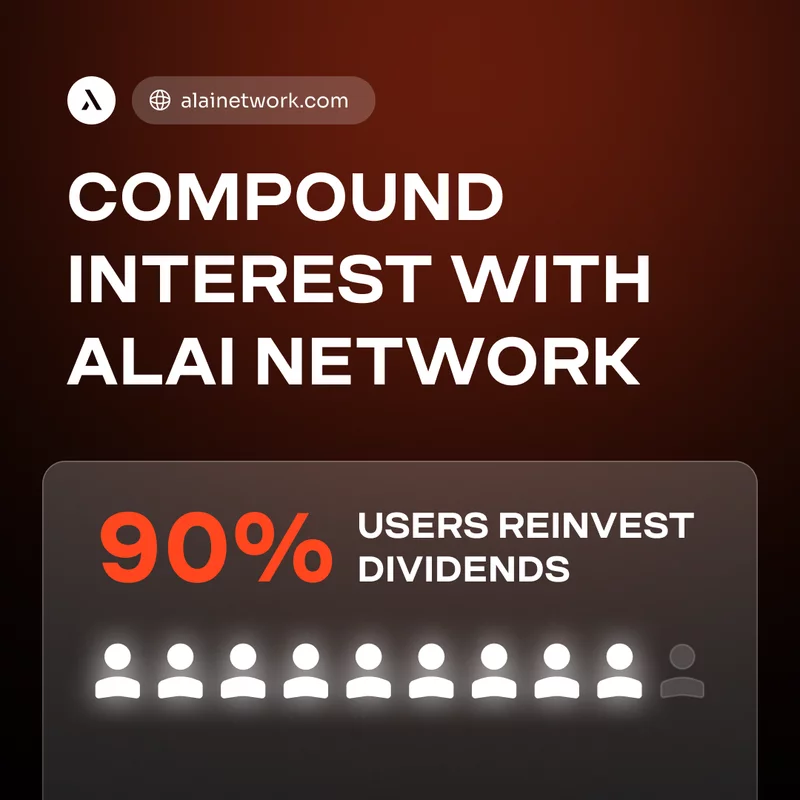 alainetwork.com
COMPOUND
INTEREST WITH
ALAI NETWORK
90%
USERS REINVEST
DIVIDENDS